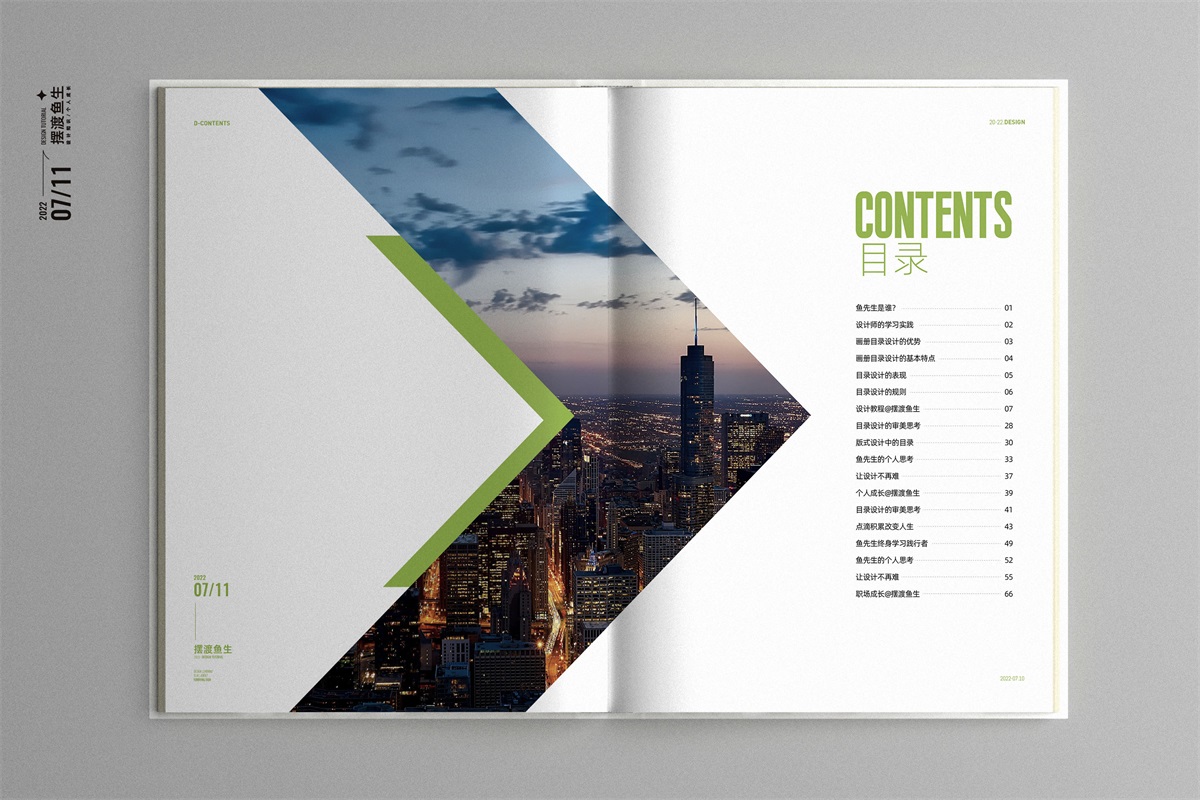 2022
07/11
DESIGN TUTORIAL
摆渡鱼生
D-CONTENTS
2022
07/11
摆渡鱼生
20-22 DESIGN
CONTENTS
目录
鱼先生是谁? 01
设计师的学习实践 02
画册目录设计的优势 03
画册目录设计的基本特点 04
目录设计的表现 05
目录设计的规则 06
设计教程@摆渡鱼生 07
目录设计的审美思考 28
版式设计中的目录 30
鱼先生的个人思考 33
让设计不再难 37
个人成长@摆渡鱼生 39
目录设计的审美思考 41
点滴积累改变人生 43
鱼先生终身学习践行者 49
鱼先生的个人思考 52
让设计不再难 55
职场成长@摆渡鱼生 66
2022·07.10